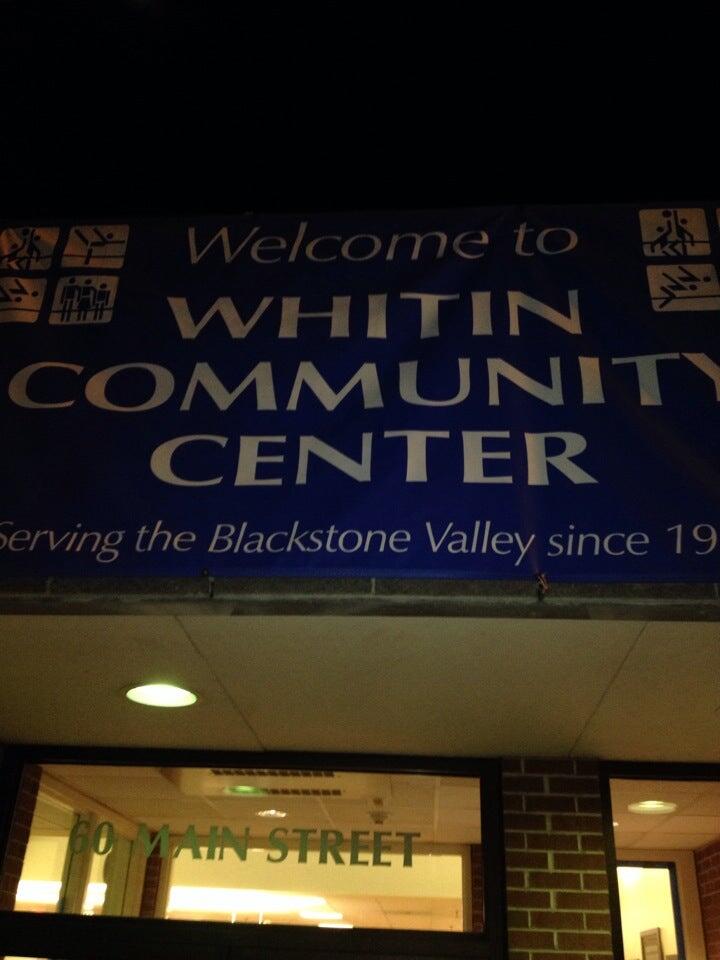 Welcome to
WHITIN
COMMUNITY
CENTER
Serving the Blackstone Valley since 19
60 MAIN STREET